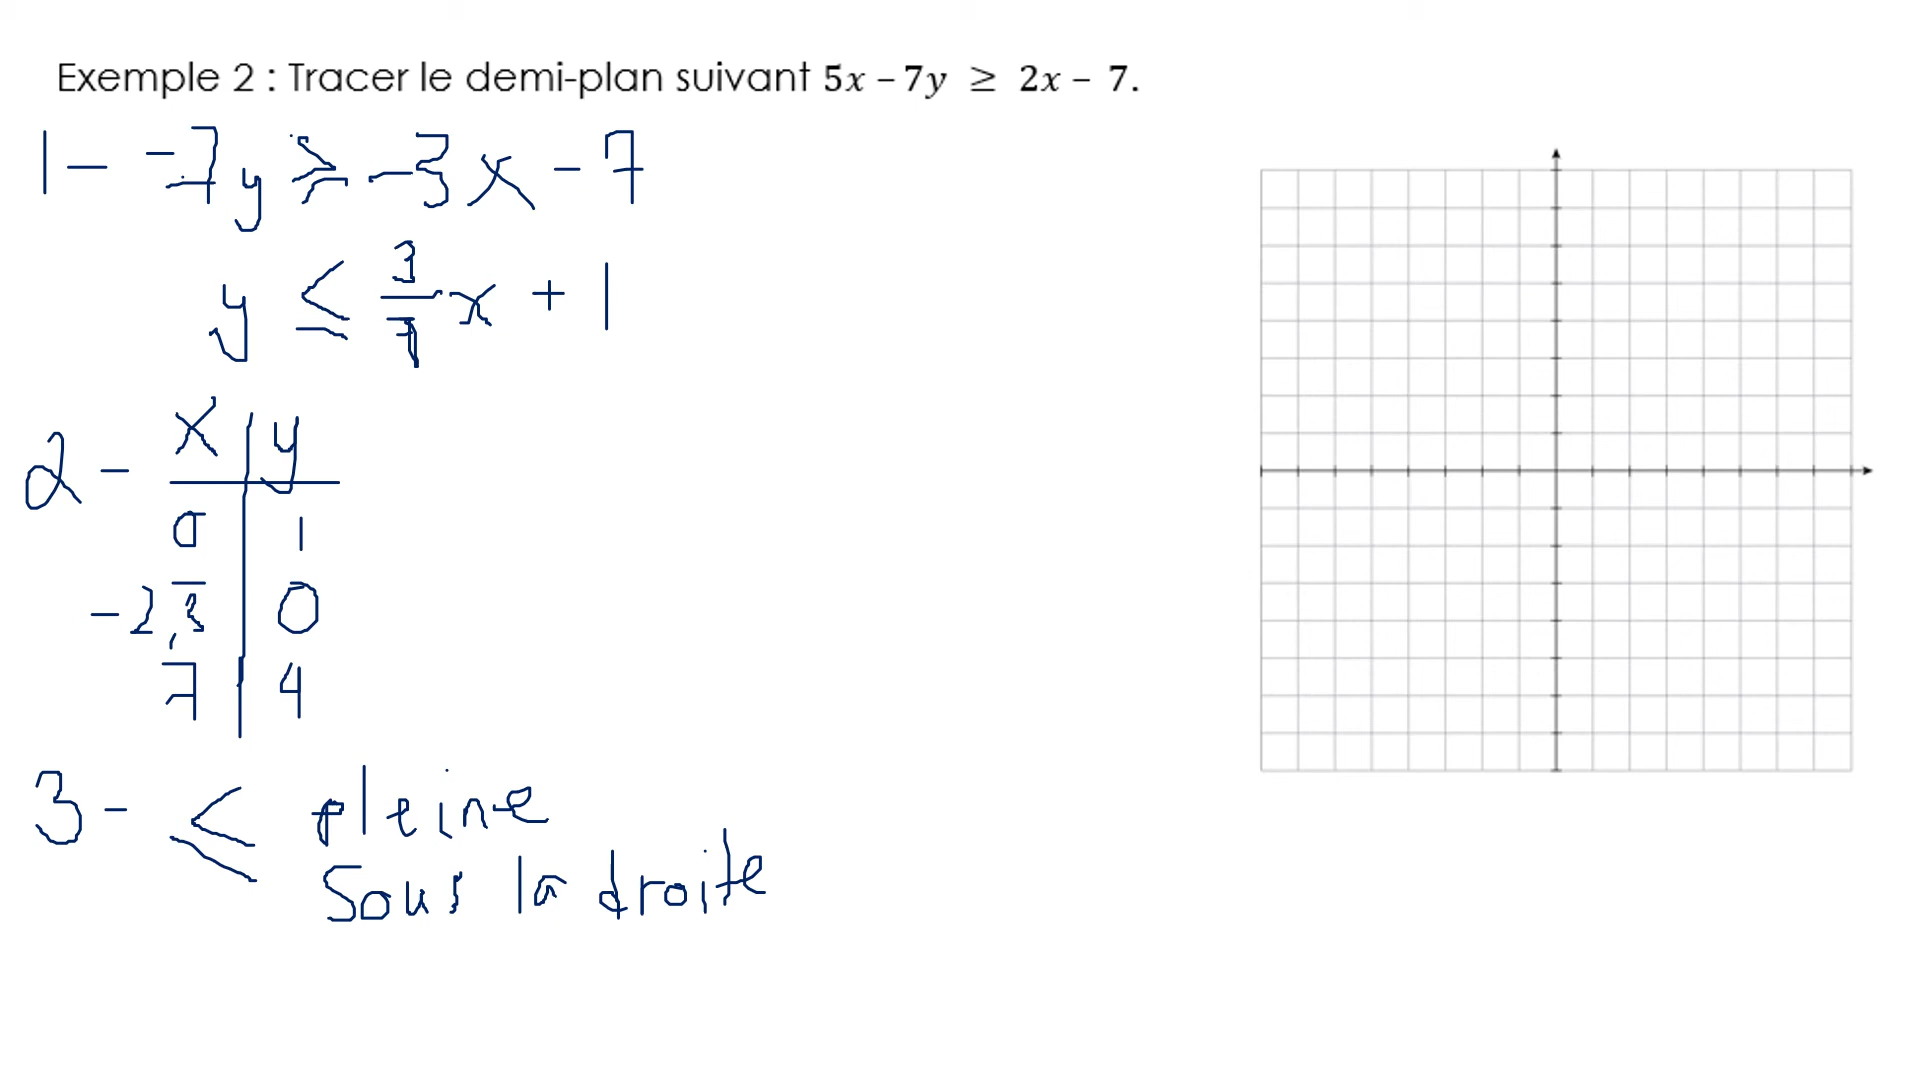 Exemple 2 : Tracer le demi-plan suivant 5x – 7y ≥ 2x – 7.
1 – -7y ≥ -3x - 7
y ≤ 3/7 x + 1
2 - x | y
0 | 1
-2,3̅ | 0
7 | 4
3 - ≤ pleine
Sous la droite